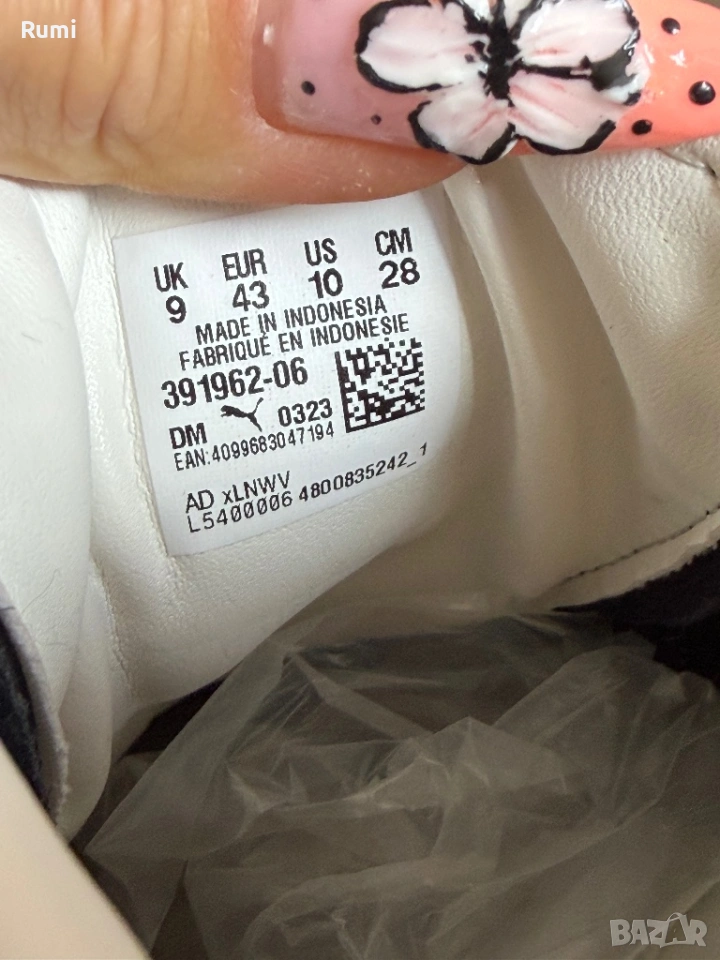 Rumi
UK EUR US CM
9 43 10 28
MADE IN INDONESIA
FABRIQUÉ EN INDONESIE
391962-06
DM 0323
EAN:4099683047194
AD xLNWV
L5400006 4800835242_1
BAZAR